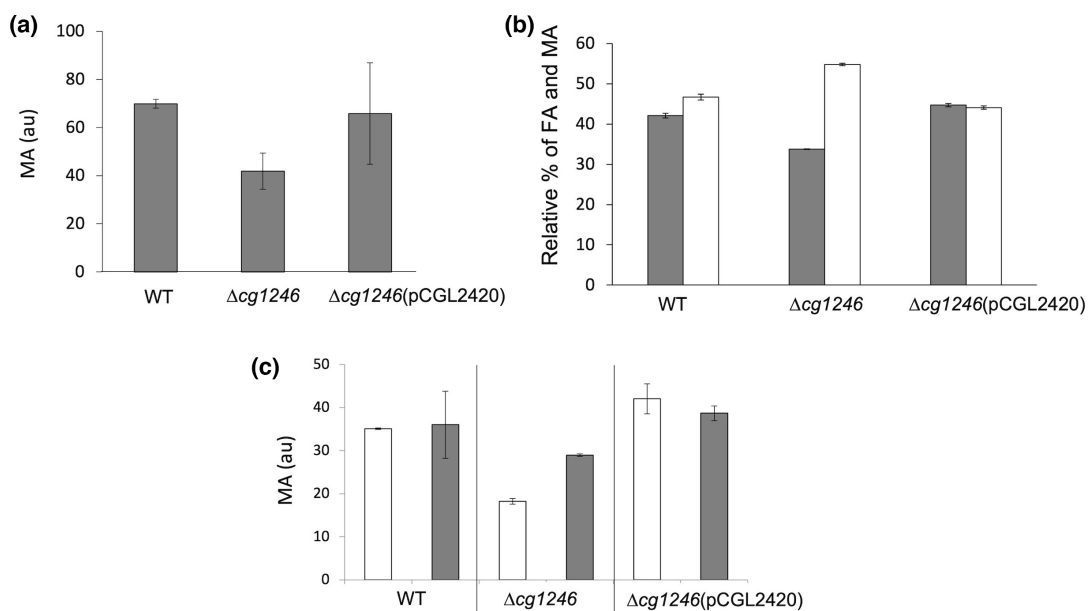 (a)
MA (au)
100
80
60
40
20
0
WT
Δcg1246
Δcg1246(pCGL2420)
(b)
Relative % of FA and MA
60
50
40
30
20
10
0
WT
Δcg1246
Δcg1246(pCGL2420)
(c)
MA (au)
50
40
30
20
10
0
WT
Δcg1246
Δcg1246(pCGL2420)